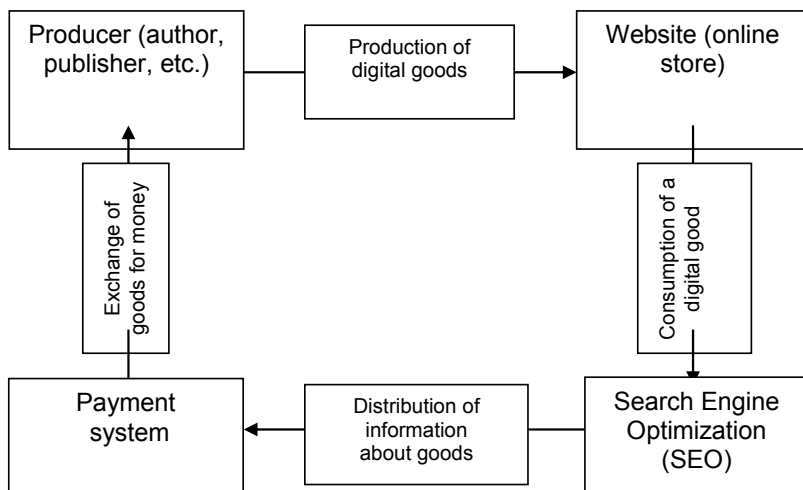 Producer (author,
publisher, etc.)
Production of
digital goods
Website (online
store)
Exchange of
goods for money
Consumption of a
digital good
Payment
system
Distribution of
information
about goods
Search Engine
Optimization
(SEO)